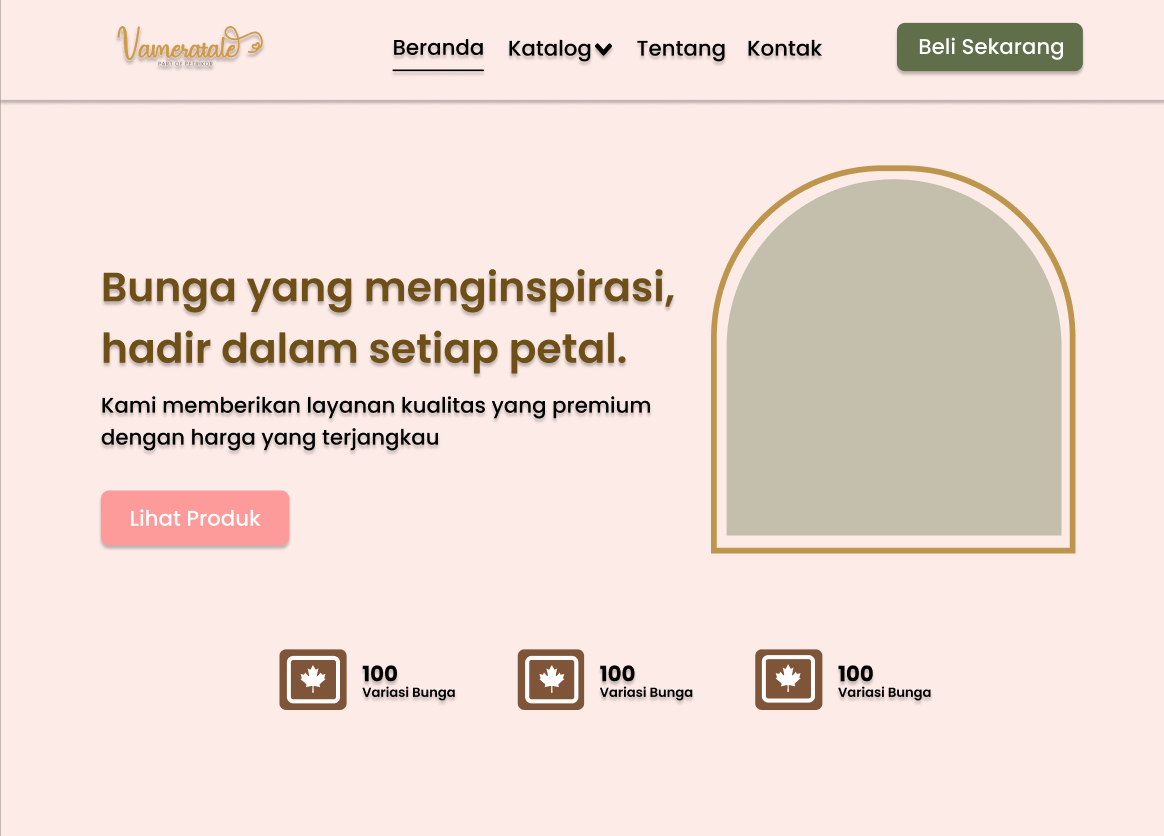 Vameratale
PART OF PETRIKOR
Beranda
Katalog
Tentang
Kontak
Beli Sekarang
Bunga yang menginspirasi,
hadir dalam setiap petal.
Kami memberikan layanan kualitas yang premium
dengan harga yang terjangkau
Lihat Produk
100
Variasi Bunga
100
Variasi Bunga
100
Variasi Bunga